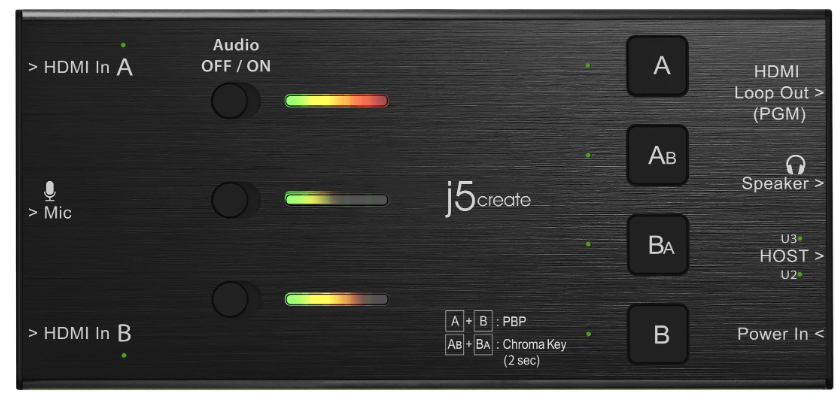 > HDMI In A
Audio
OFF / ON
A
HDMI
Loop Out >
(PGM)
AB
Speaker >
> Mic
j5create
BA
U3
HOST >
U2
> HDMI In B
A + B : PBP
AB + BA : Chroma Key
(2 sec)
B
Power In <